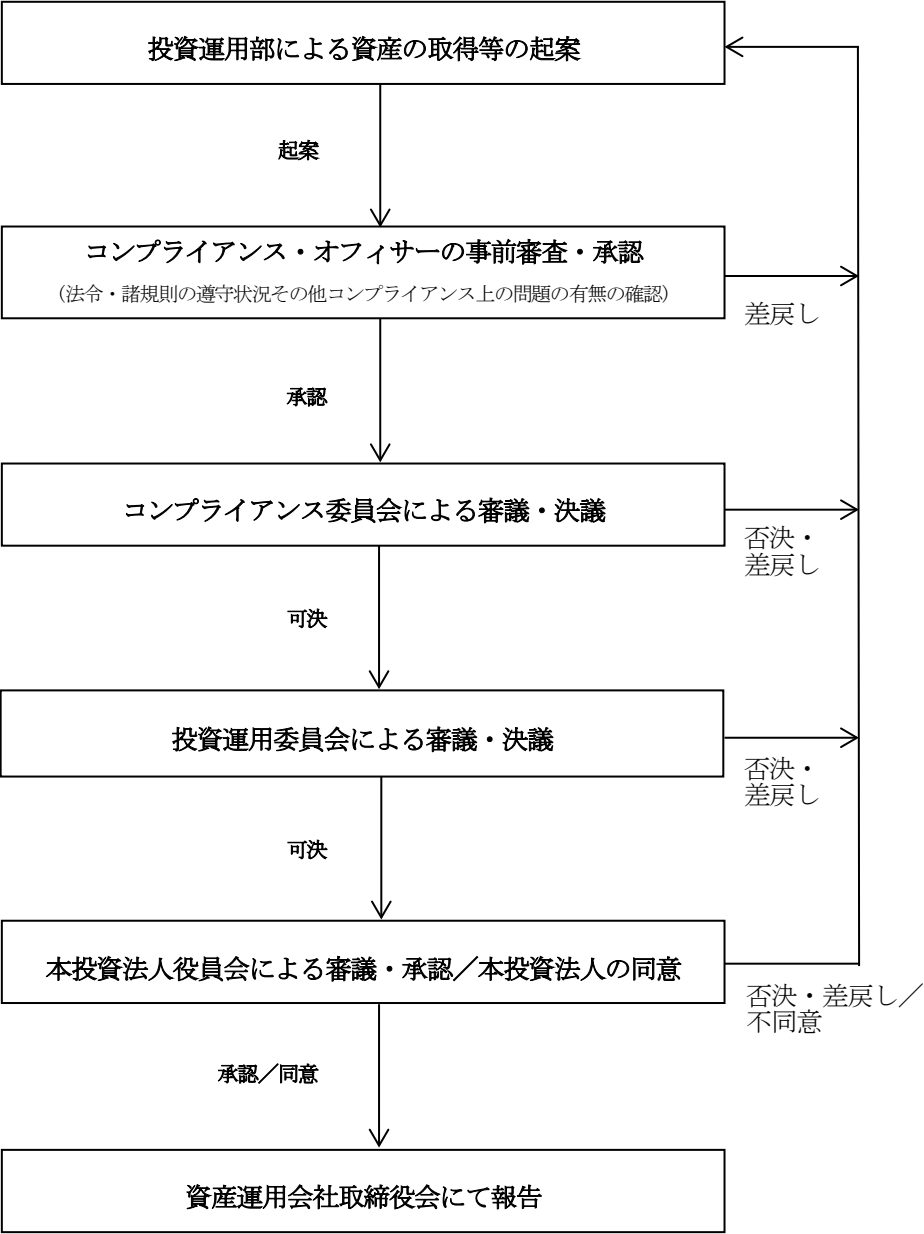 投資運用部による資産の取得等の起案
起案
コンプライアンス・オフィサーの事前審査・承認
（法令・諸規則の遵守状況その他コンプライアンス上の問題の有無の確認）
差戻し
承認
コンプライアンス委員会による審議・決議
否決・
差戻し
可決
投資運用委員会による審議・決議
否決・
差戻し
可決
本投資法人役員会による審議・承認／本投資法人の同意
否決・差戻し／
不同意
承認／同意
資産運用会社取締役会にて報告